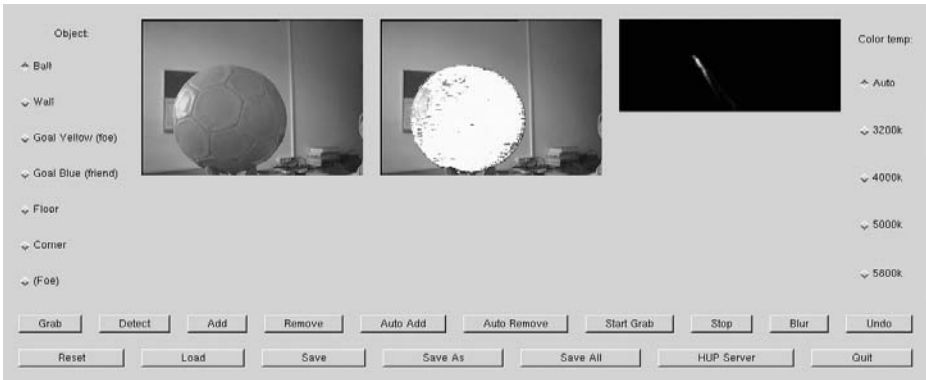 Object:
Ball
Wall
Goal Yellow (foe)
Goal Blue (friend)
Floor
Corner
(Foe)
Color temp:
Auto
3200k
4000k
5000k
5800k
Grab Detect Add Remove Auto Add Auto Remove Start Grab Stop Blur Undo
Reset Load Save Save As Save All HUP Server Quit